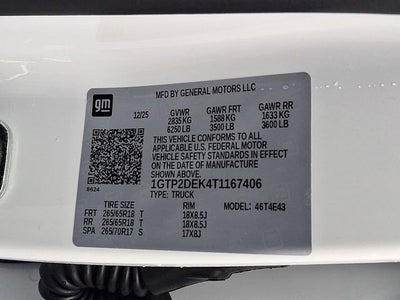 MFD BY GENERAL MOTORS LLC
gm
12/25 GVWR GAWR FRT GAWR RR
2835 KG 1588 KG 1633 KG
6250 LB 3500 LB 3600 LB
THIS VEHICLE CONFORMS TO ALL
APPLICABLE U.S. FEDERAL MOTOR
VEHICLE SAFETY STANDARDS IN
EFFECT ON THE DATE OF
MANUFACTURE SHOWN ABOVE.
8624
1GTP2DEK4T1167406
TYPE: TRUCK
TIRE SIZE RIM MODEL: 46T4E43
FRT 265/65R18 T 18X8.5J
RR 265/65R18 T 18X8.5J
SPA 265/70R17 S 17X8J